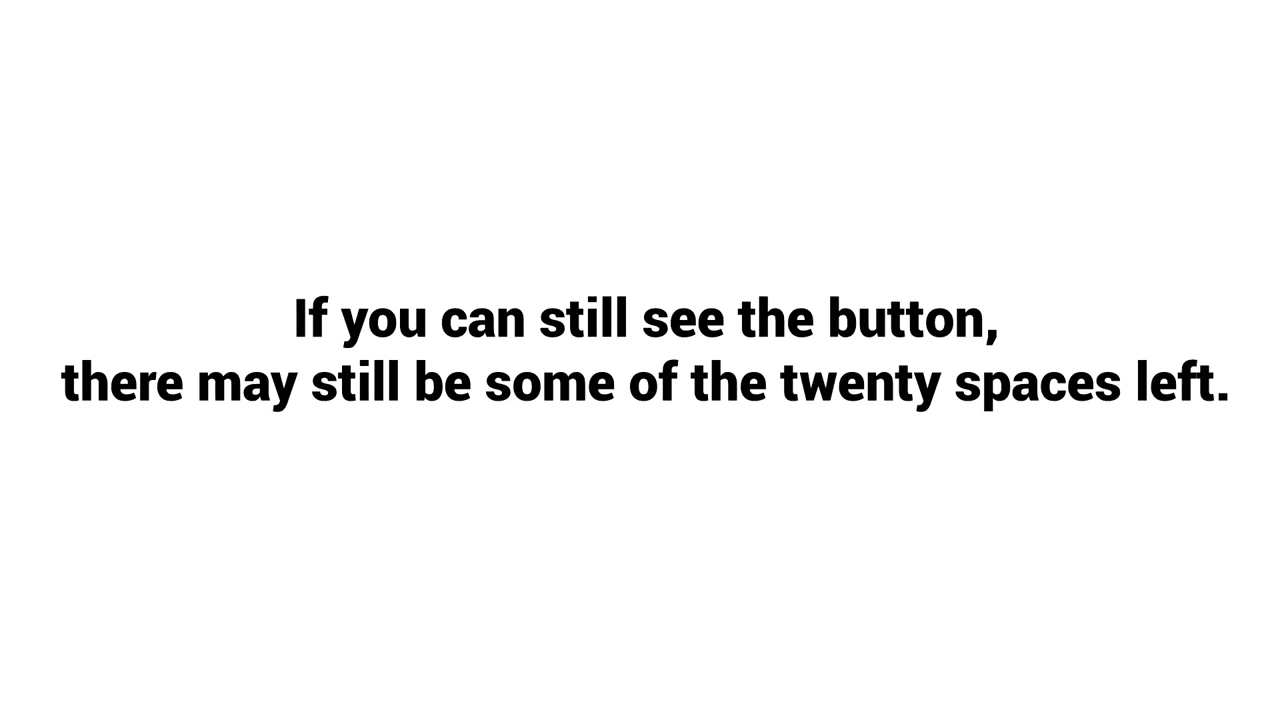 If you can still see the button,
there may still be some of the twenty spaces left.